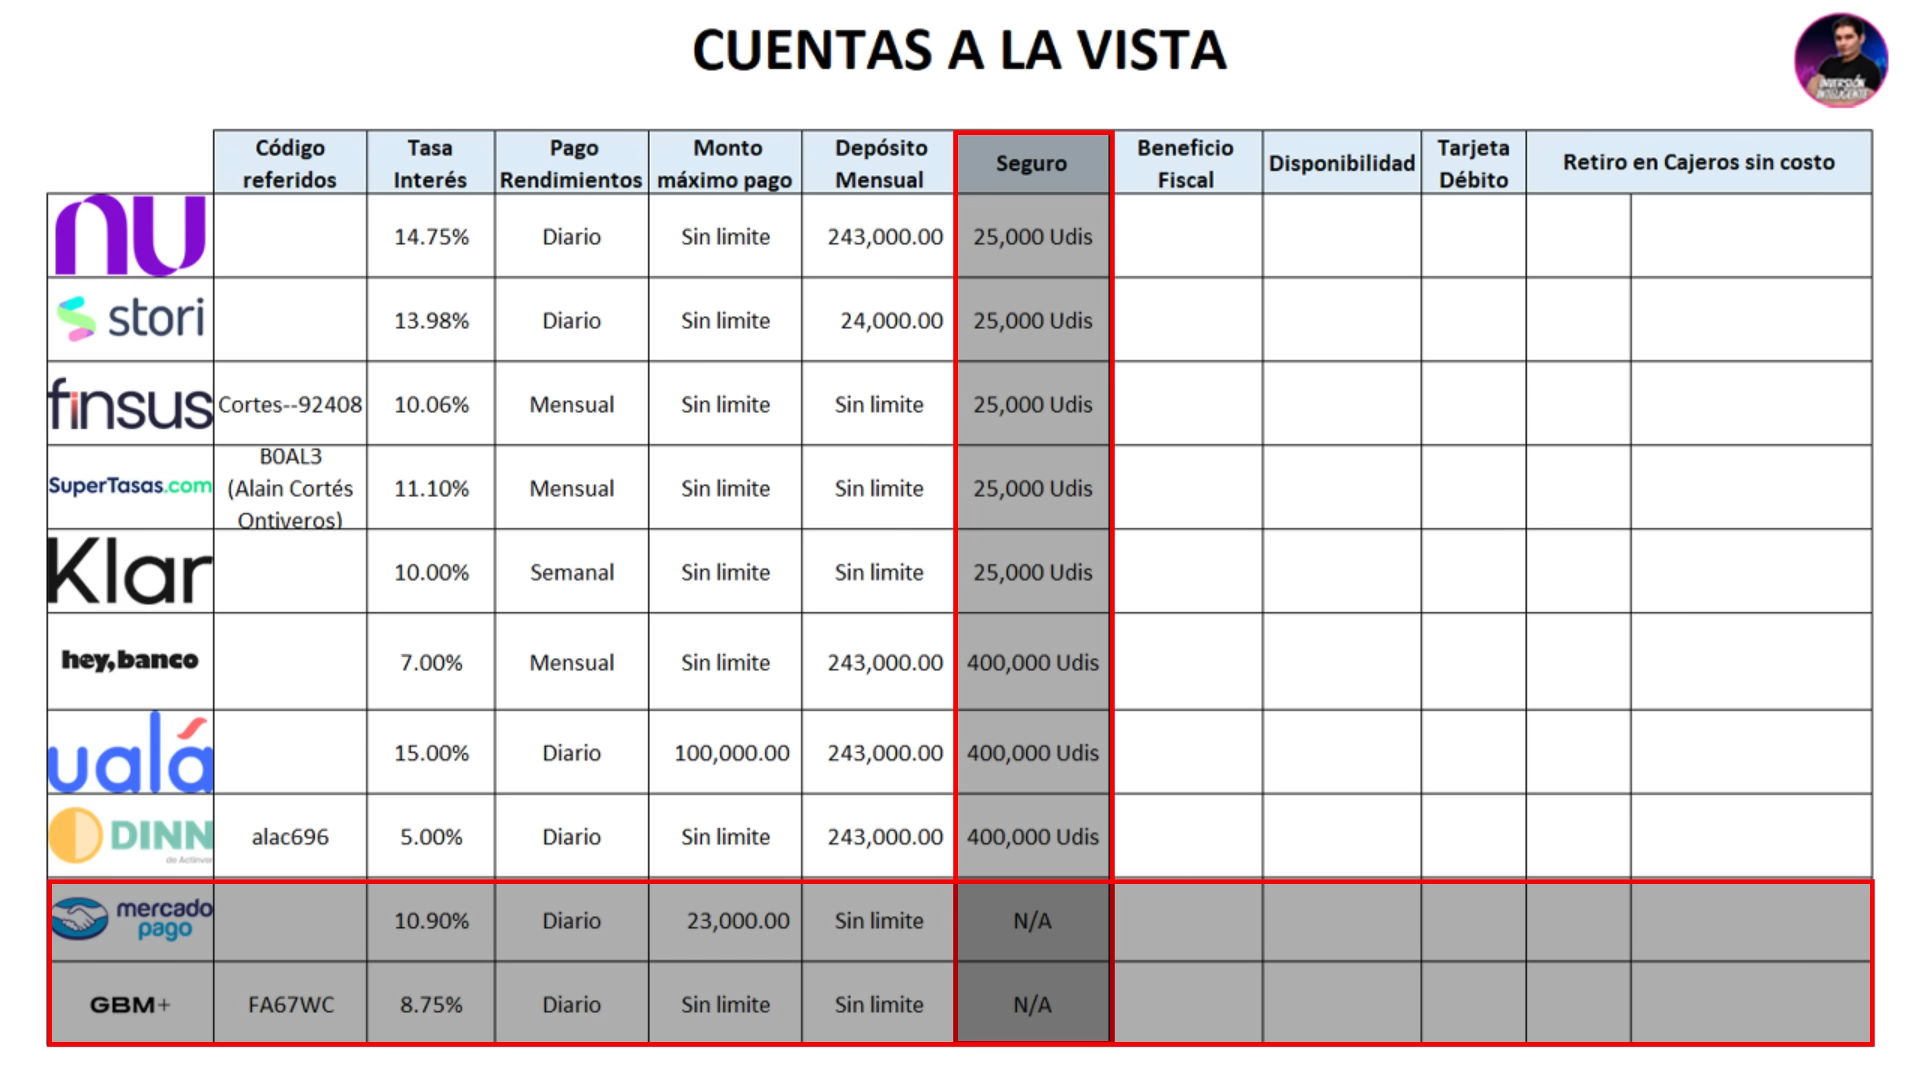 CUENTAS A LA VISTA
INVERSIÓN
INTELIGENTE
Código referidos	Tasa Interés	Pago Rendimientos	Monto máximo pago	Depósito Mensual	Seguro	Beneficio Fiscal	Disponibilidad	Tarjeta Débito	Retiro en Cajeros sin costo
nu	14.75%	Diario	Sin limite	243,000.00	25,000 Udis
stori	13.98%	Diario	Sin limite	24,000.00	25,000 Udis
finsus	Cortes--92408	10.06%	Mensual	Sin limite	Sin limite	25,000 Udis
SuperTasas.com	B0AL3 (Alain Cortés Ontiveros)	11.10%	Mensual	Sin limite	Sin limite	25,000 Udis
Klar	10.00%	Semanal	Sin limite	Sin limite	25,000 Udis
hey,banco	7.00%	Mensual	Sin limite	243,000.00	400,000 Udis
ualá	15.00%	Diario	100,000.00	243,000.00	400,000 Udis
DINN de Actinver	alac696	5.00%	Diario	Sin limite	243,000.00	400,000 Udis
mercado pago	10.90%	Diario	23,000.00	Sin limite	N/A
GBM+	FA67WC	8.75%	Diario	Sin limite	Sin limite	N/A